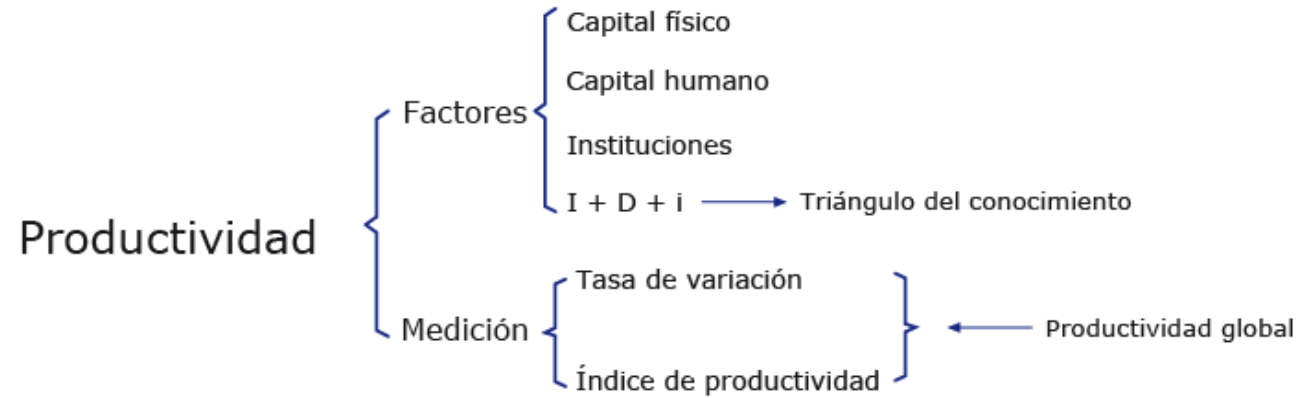 Productividad
Factores
Capital físico
Capital humano
Instituciones
I + D + i
Triángulo del conocimiento
Medición
Tasa de variación
Índice de productividad
Productividad global